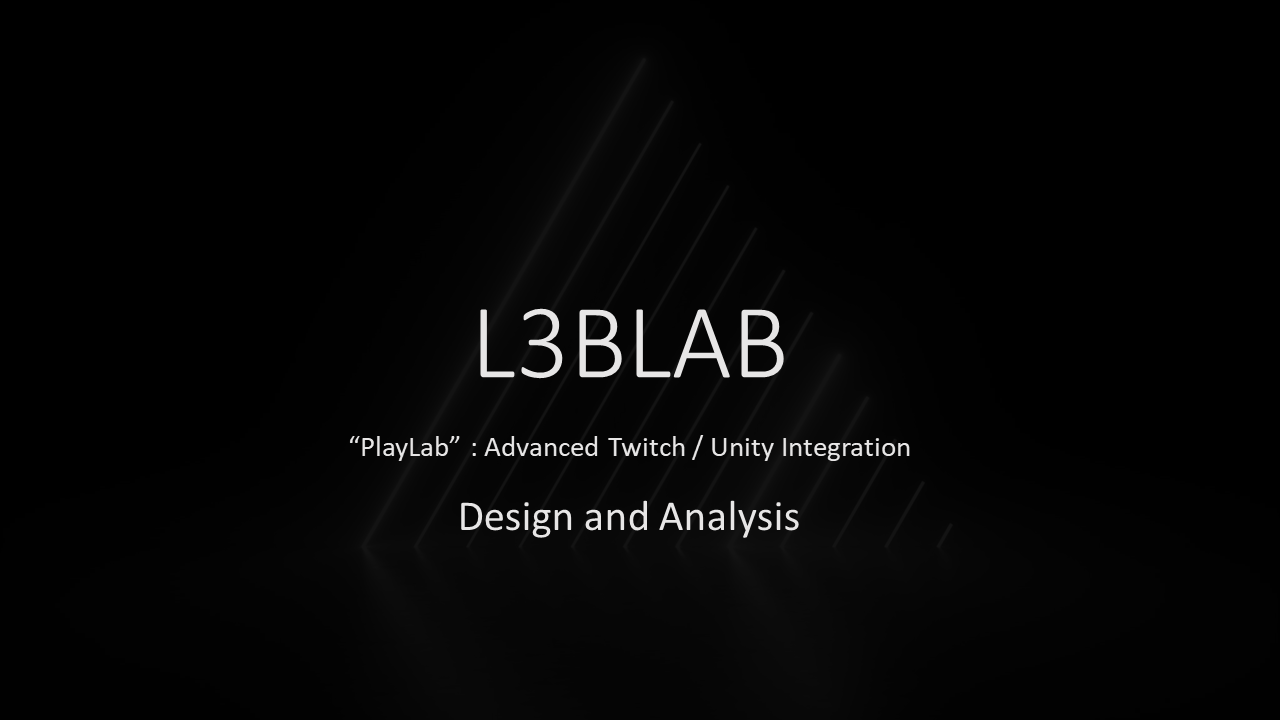 L3BLAB
“PlayLab” : Advanced Twitch / Unity Integration
Design and Analysis